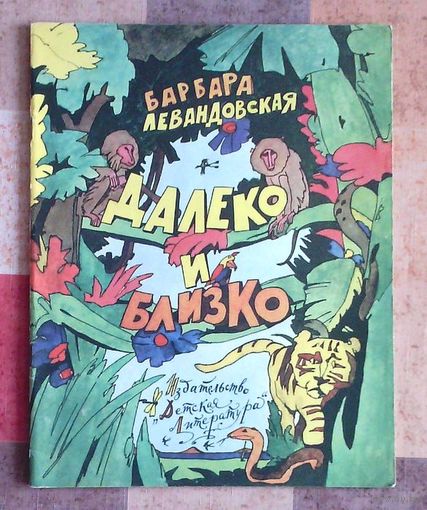 БАРБАРА
ЛЕВАНДОВСКАЯ
ДАЛЕКО
И
БЛИЗКО
Издательство
„Детская
Литература“